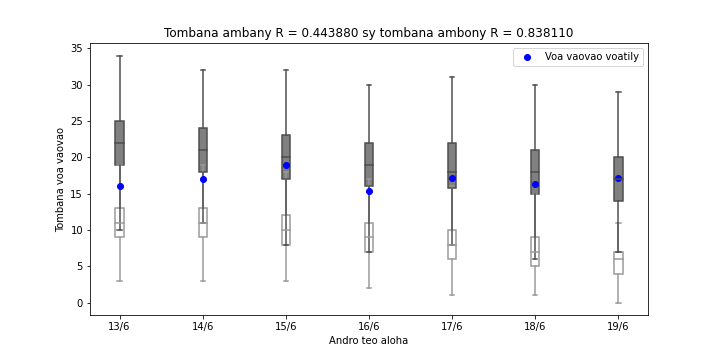 Tombana ambany R = 0.443880 sy tombana ambony R = 0.838110
Voa vaovao voatily
Tombana voa vaovao
35
30
25
20
15
10
5
0
13/6 14/6 15/6 16/6 17/6 18/6 19/6
Andro teo aloha